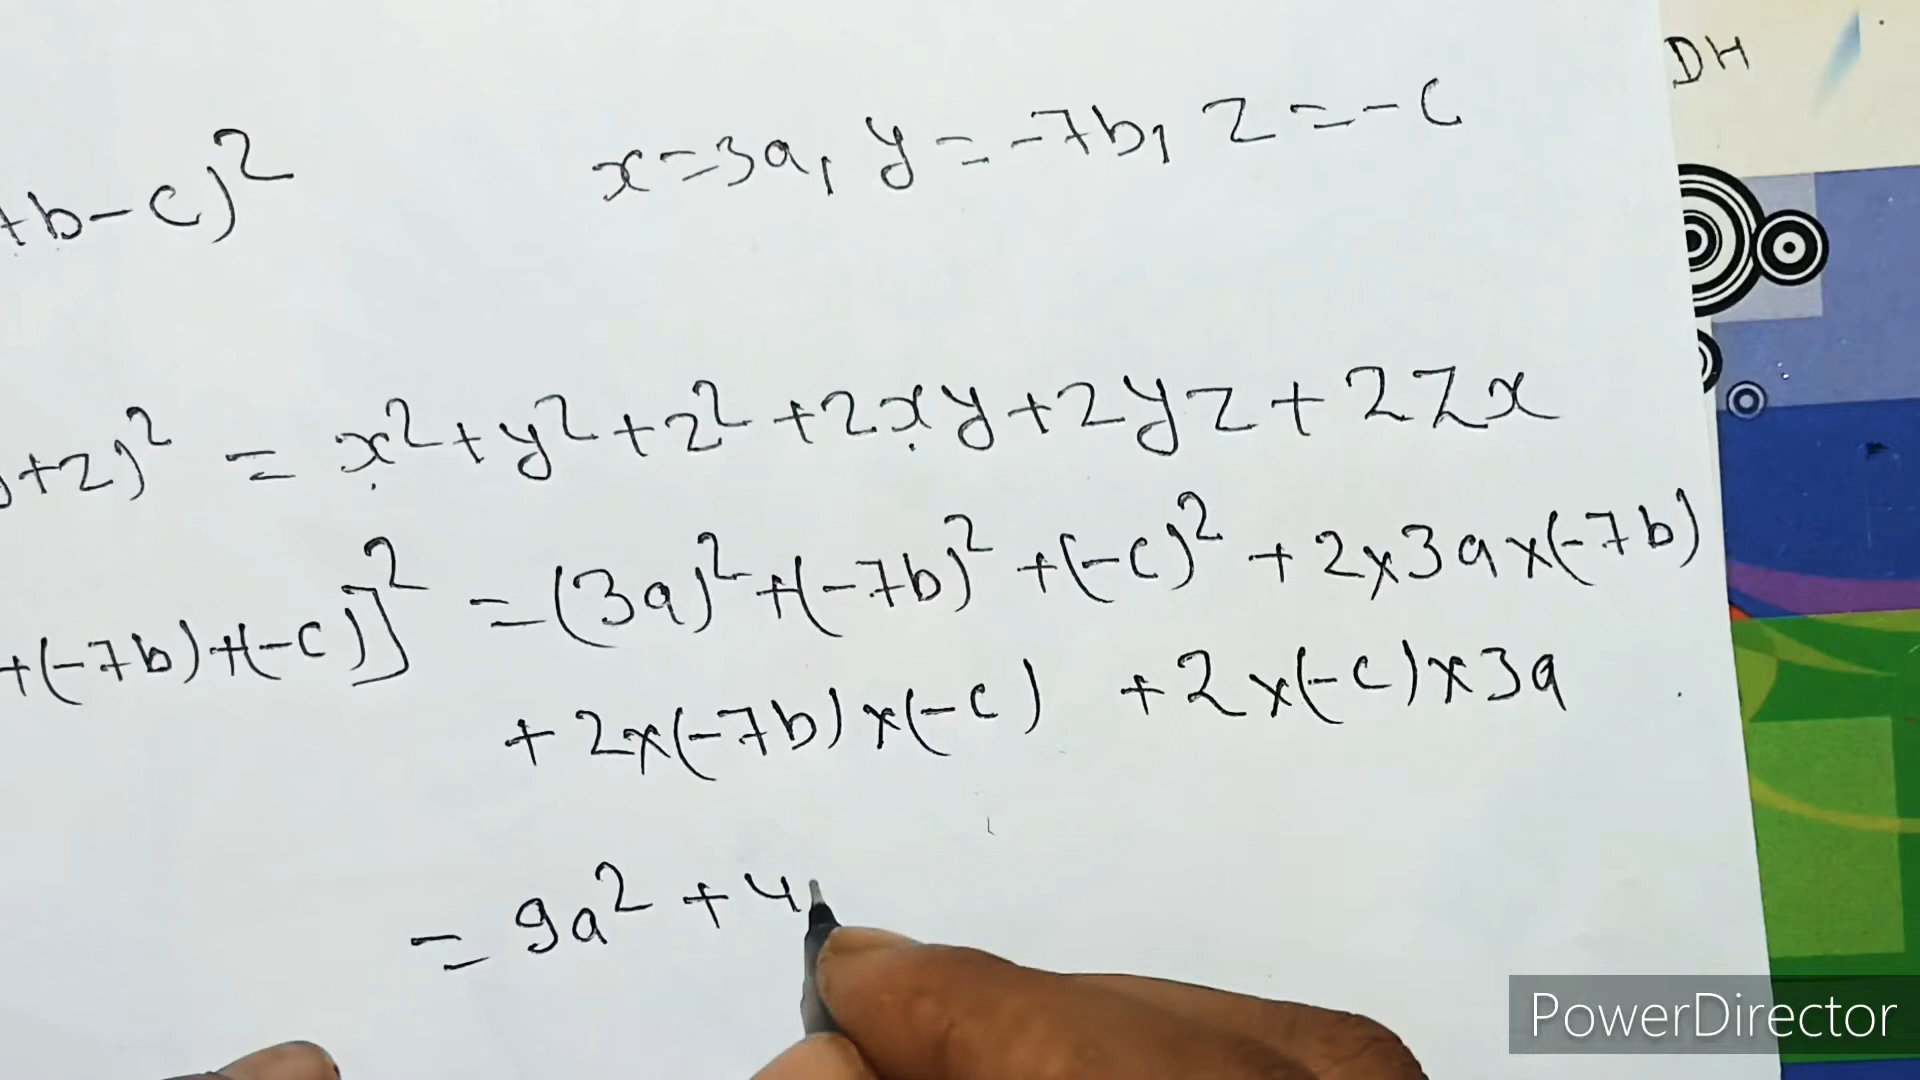 DH
7b-c)² x=3a, y=-7b, z=-c
+z)² = x²+y²+z²+2xy+2yz+2zx
+(-7b)+(-c)]² =(3a)²+(-7b)²+(-c)²+2x3ax(-7b)
+2x(-7b)x(-c) +2x(-c)x3a
= 9a²+4
PowerDirector